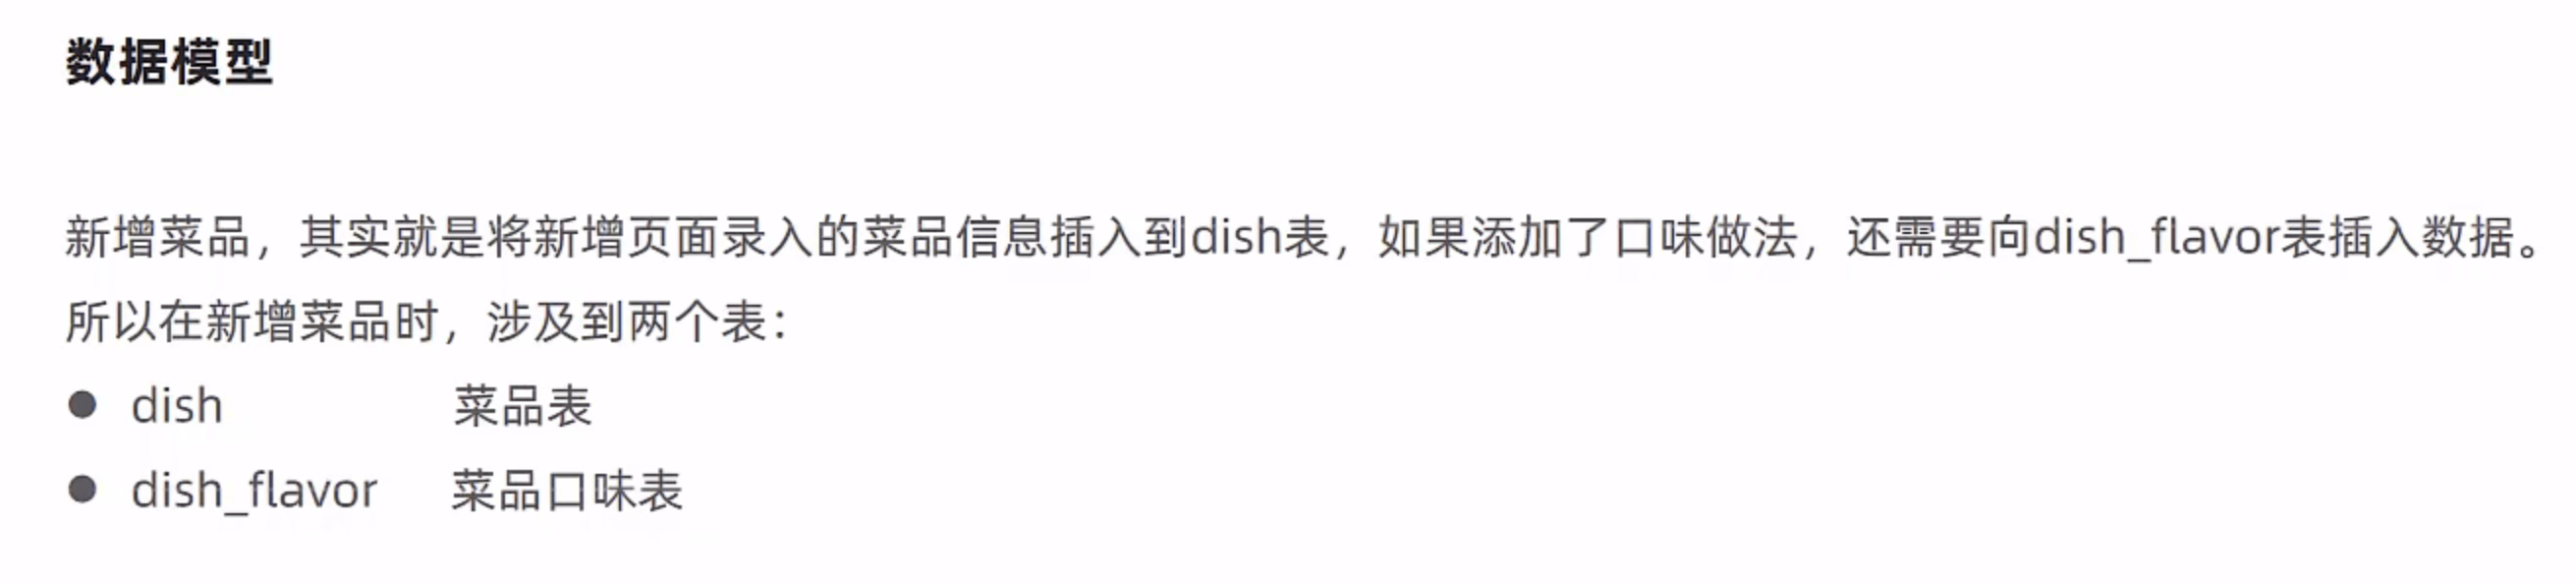 数据模型
新增菜品，其实就是将新增页面录入的菜品信息插入到dish表，如果添加了口味做法，还需要向dish_flavor表插入数据。
所以在新增菜品时，涉及到两个表：
● dish 菜品表
● dish_flavor 菜品口味表